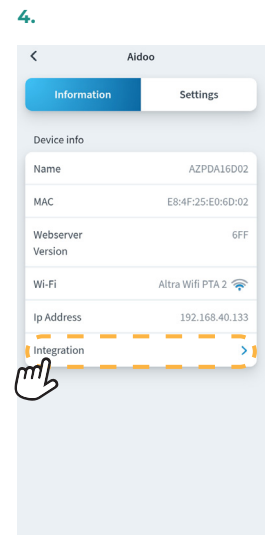 4.
Aidoo
Information Settings
Device info
Name AZPDA16D02
MAC E8:4F:25:E0:6D:02
Webserver 6FF
Version
Wi-Fi Altra Wifi PTA 2
Ip Address 192.168.40.133
Integration